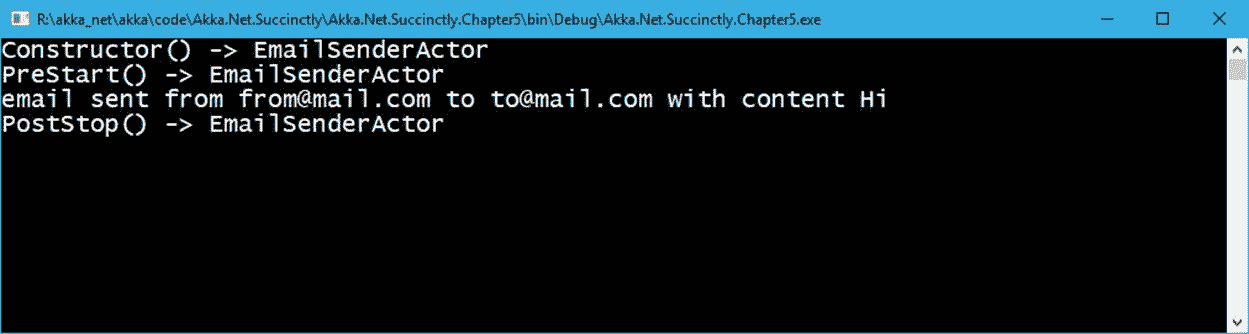 R:\akka_net\akka\code\Akka.Net.Succinctly\Akka.Net.Succinctly.Chapter5\bin\Debug\Akka.Net.Succinctly.Chapter5.exe
Constructor() -> EmailSenderActor
PreStart() -> EmailSenderActor
email sent from from@mail.com to to@mail.com with content Hi
PostStop() -> EmailSenderActor